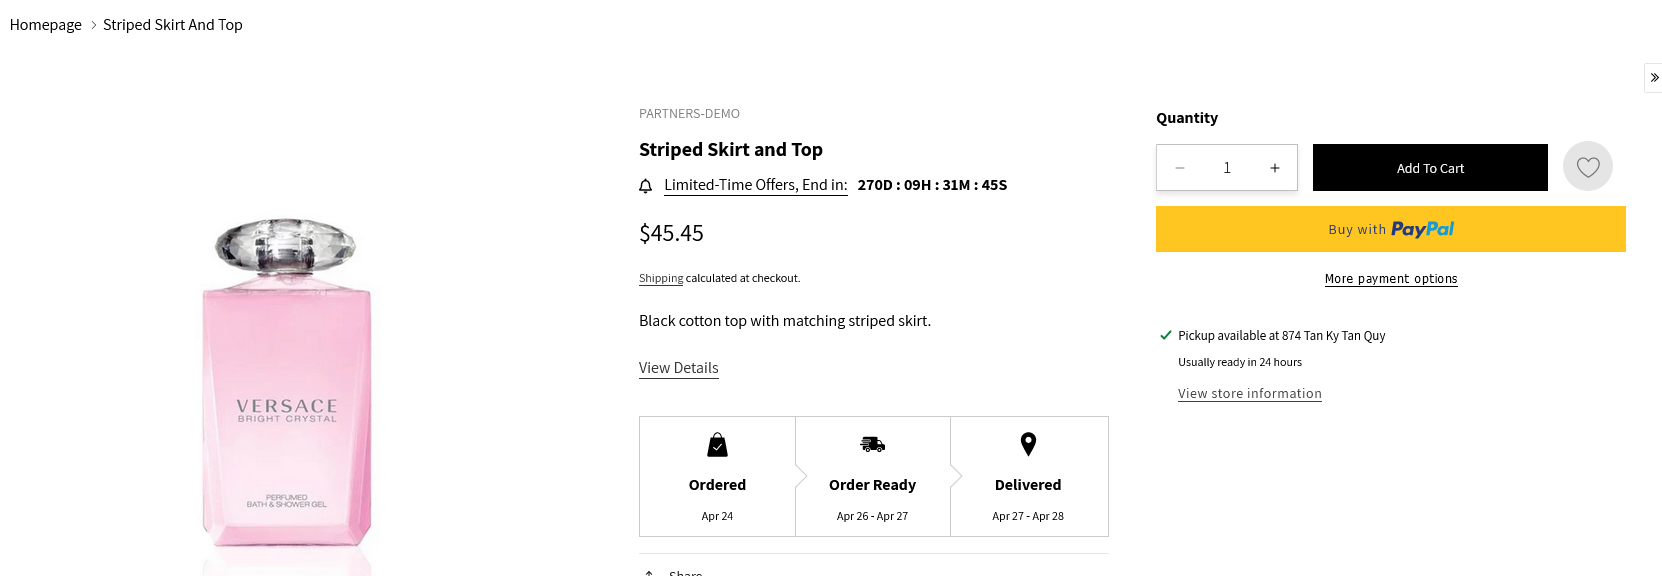 Homepage > Striped Skirt And Top
PARTNERS-DEMO
Striped Skirt and Top
Limited-Time Offers, End in: 270D : 09H : 31M : 45S
$45.45
Shipping calculated at checkout.
Black cotton top with matching striped skirt.
View Details
Ordered
Apr 24
Order Ready
Apr 26 - Apr 27
Delivered
Apr 27 - Apr 28
Share
Quantity
− 1 +
Add To Cart
Buy with PayPal
More payment options
Pickup available at 874 Tan Ky Tan Quy
Usually ready in 24 hours
View store information
VERSACE
BRIGHT CRYSTAL
PERFUMED
BATH & SHOWER GEL